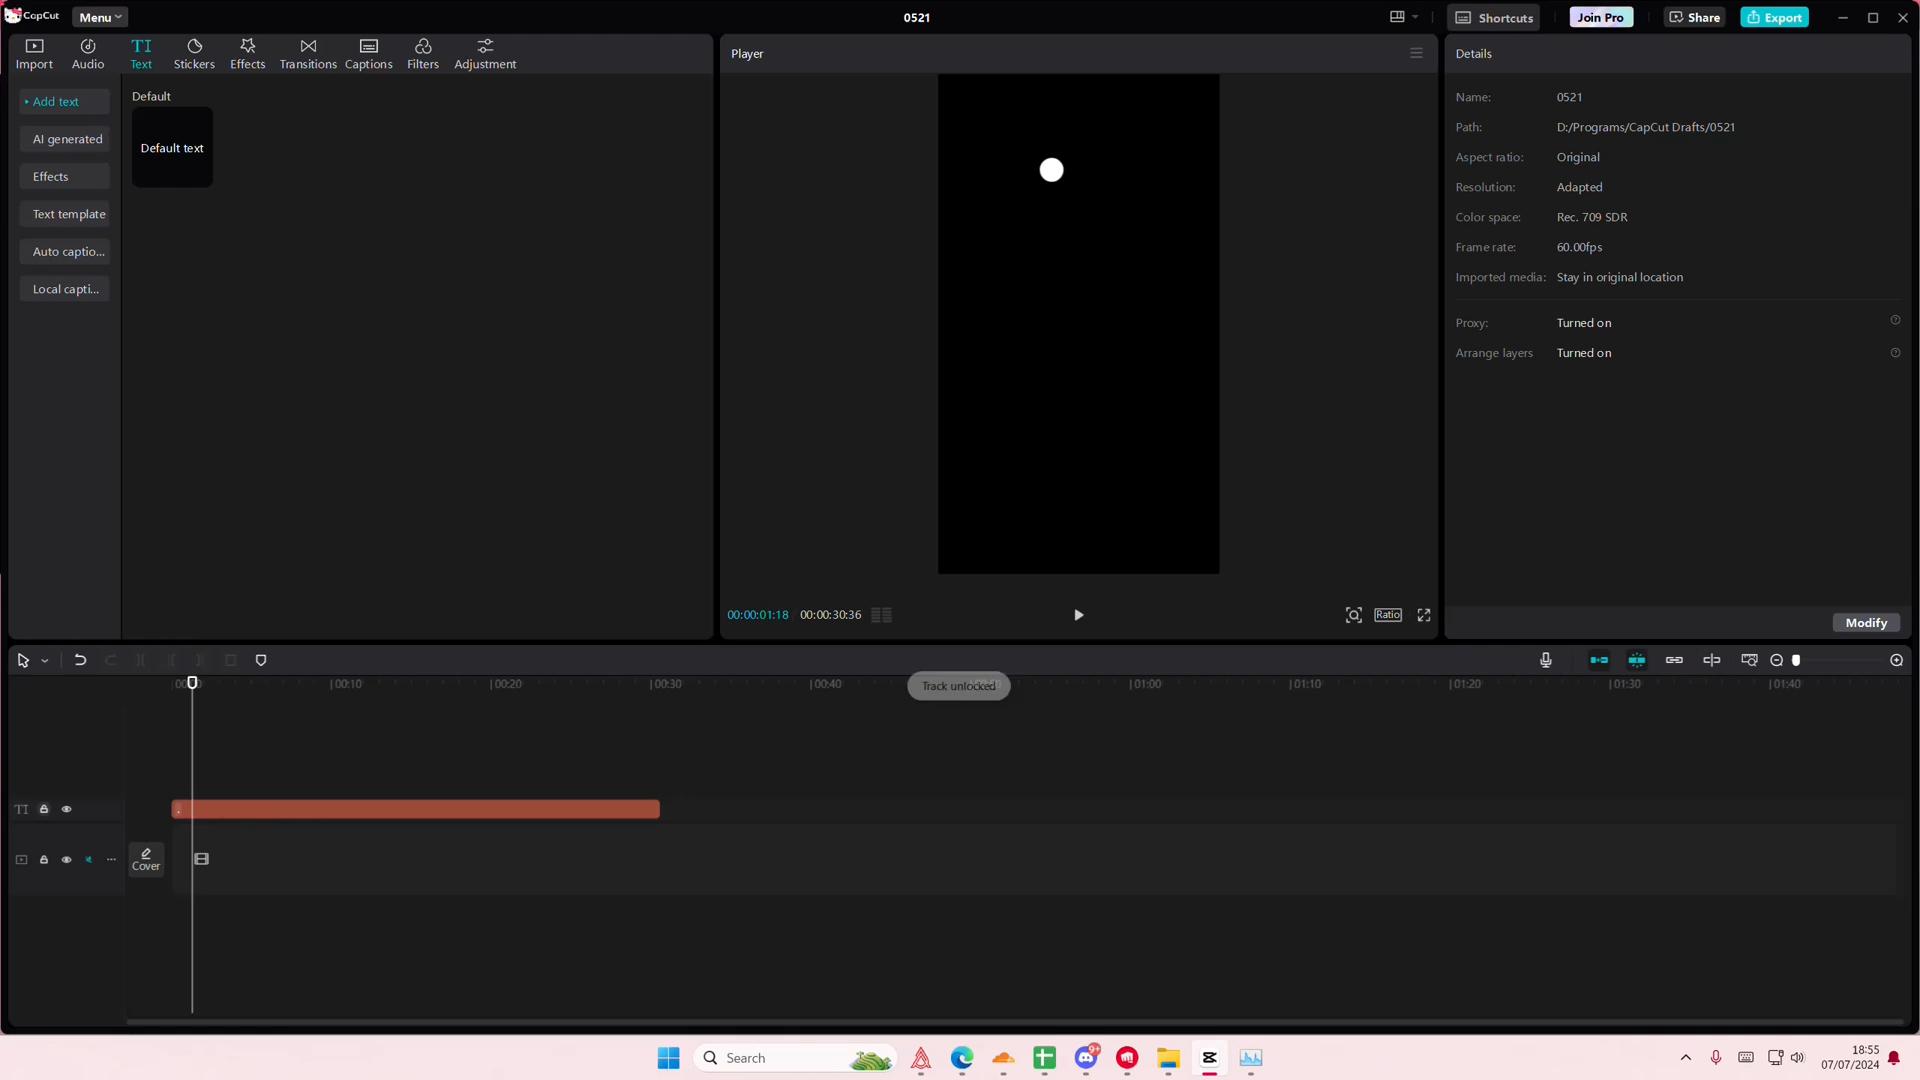 CapCut
Menu
0521
Shortcuts
Join Pro
Share
Export
Import
Audio
TI
Text
Stickers
Effects
Transitions
Captions
Filters
Adjustment
Add text
AI generated
Effects
Text template
Auto captio...
Local capti...
Default
Default text
Player
00:00:01:18
00:00:30:36
Ratio
Details
Name: 0521
Path: D:/Programs/CapCut Drafts/0521
Aspect ratio: Original
Resolution: Adapted
Color space: Rec. 709 SDR
Frame rate: 60.00fps
Imported media: Stay in original location
Proxy: Turned on
Arrange layers Turned on
Modify
00:10
00:20
00:30
00:40
Track unlocked
01:00
01:10
01:20
01:30
01:40
TI
.
Cover
Search
9+
18:55
07/07/2024